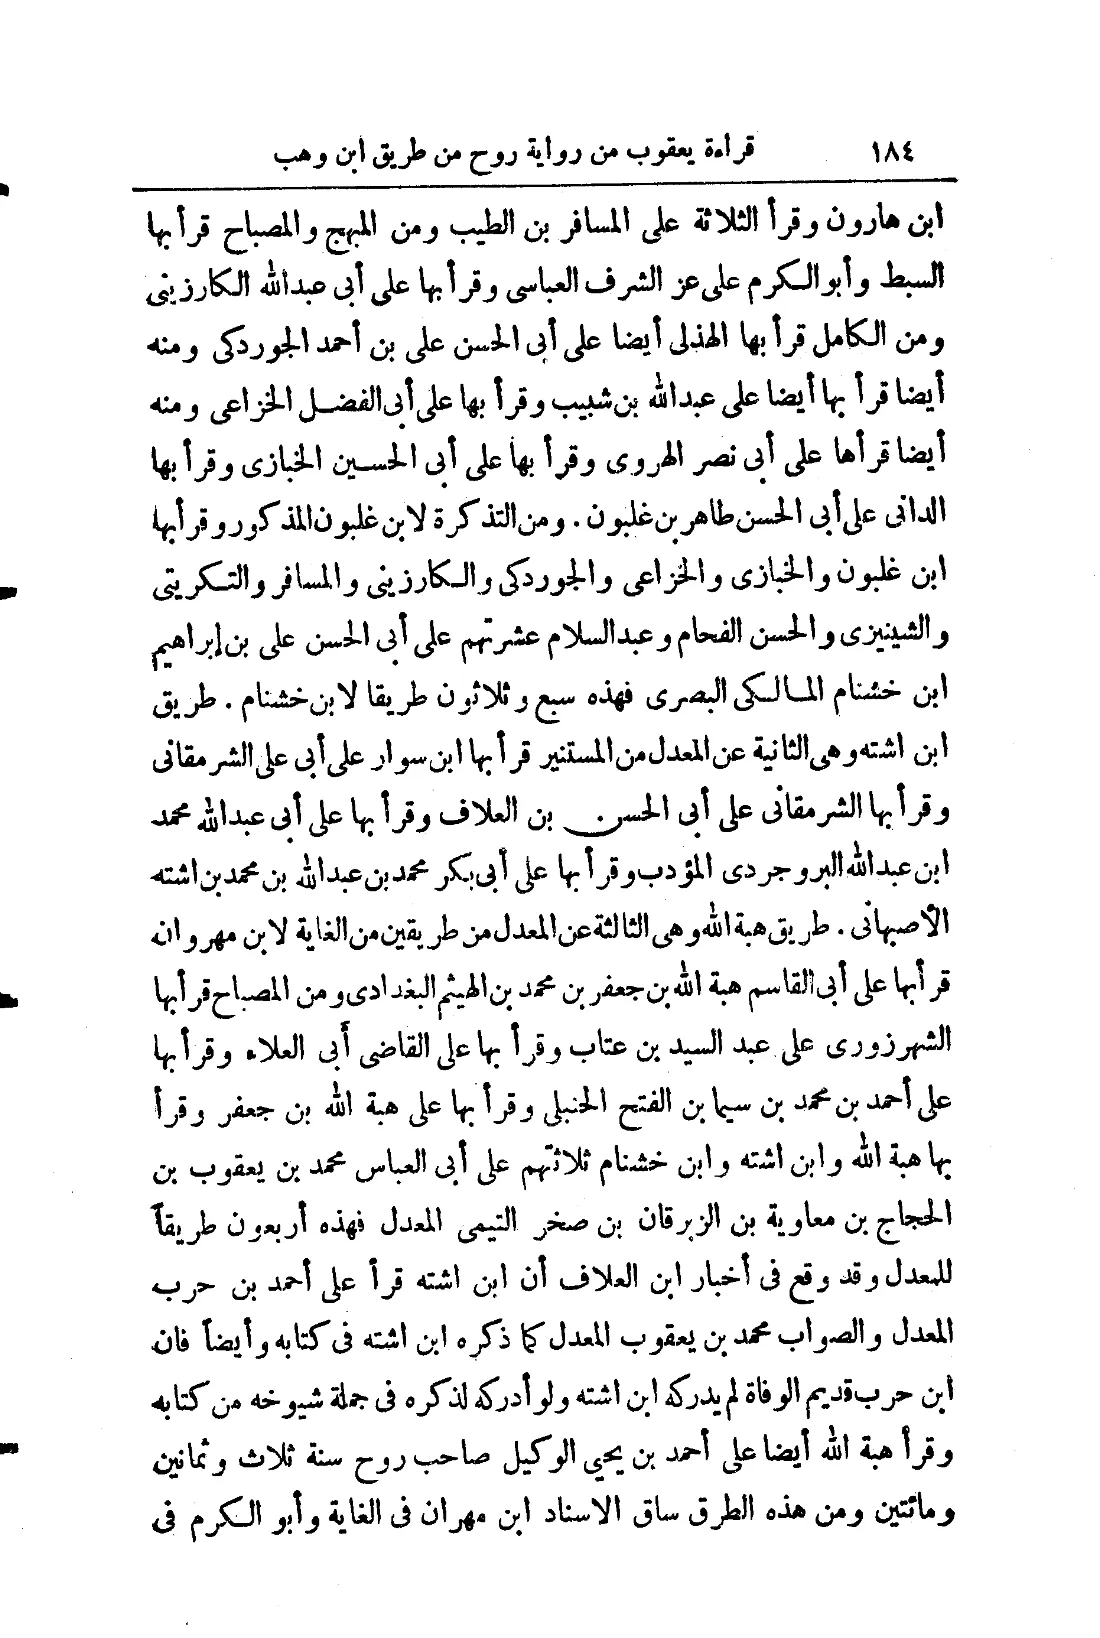 ١٨٤ قراءة يعقوب من رواية روح من طريق ابن وهب
ابن هارون وقرأ الثلاثة على المسافر بن الطيب ومن المبهج والمصباح قرأ بها
السبط وأبو الكرم على عز الشرف العباسى وقرأ بها على أبى عبدالله الكارزينى
ومن الكامل قرأ بها الهذلى أيضا على أبى الحسن على بن أحمد الجوردكى ومنه
أيضا قرأ بها أيضا على عبدالله بن شبيب وقرأ بها على أبى الفضل الخزاعى ومنه
أيضا قرأها على أبى نصر الهروى وقرأ بها على أبى الحسين الخبازى وقرأ بها
الدانى على أبى الحسن طاهر بن غلبون . ومن التذكرة لابن غلبون المذكور وقرأ بها
ابن غلبون والخبازى والخزاعى والجوردكى والكارزينى والمسافر والتكريتى
والشينيزى والحسن الفحام وعبدالسلام عشرتهم على أبى الحسن على بن إبراهيم
ابن خشنام المالكى البصرى فهذه سبع وثلاثون طريقا لابن خشنام . طريق
ابن اشته وهى الثانية عن المعدل من المستنير قرأ بها ابن سوار على أبى على الشرمقانى
وقرأ بها الشرمقانى على أبى الحسن بن العلاف وقرأ بها على أبى عبدالله محمد
ابن عبدالله البروجردى المؤدب وقرأ بها على أبى بكر محمد بن عبدالله بن محمد بن اشته
الأصبهانى . طريق هبة الله وهى الثالثة عن المعدل من طريقين من الغاية لابن مهروان
قرأ بها على أبى القاسم هبة الله بن جعفر بن محمد بن الهيثم البغدادى ومن المصباح قرأ بها
الشهرزورى على عبد السيد بن عتاب وقرأ بها على القاضى أبى العلاء وقرأ بها
على أحمد بن محمد بن سيما بن الفتح الحنبلى وقرأ بها على هبة الله بن جعفر وقرأ
بها هبة الله وابن اشته وابن خشنام ثلاثتهم على أبى العباس محمد بن يعقوب بن
الحجاج بن معاوية بن الزبرقان بن صخر التيمى المعدل فهذه أربعون طريقاً
للمعدل وقد وقع فى أخبار ابن العلاف أن ابن اشته قرأ على أحمد بن حرب
المعدل والصواب محمد بن يعقوب المعدل كما ذكره ابن اشته فى كتابه وأيضاً فان
ابن حرب قديم الوفاة لم يدركه ابن اشته ولو أدركه لذكره فى جملة شيوخه من كتابه
وقرأ هبة الله أيضا على أحمد بن يحيى الوكيل صاحب روح سنة ثلاث وثمانين
ومائتين ومن هذه الطرق ساق الاسناد ابن مهران فى الغاية وأبو الكرم فى